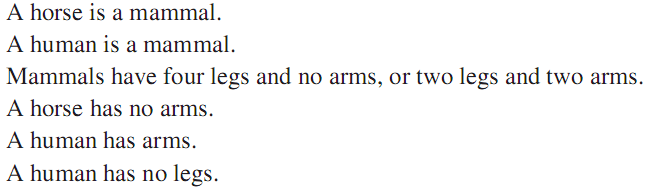 A horse is a mammal.
A human is a mammal.
Mammals have four legs and no arms, or two legs and two arms.
A horse has no arms.
A human has arms.
A human has no legs.